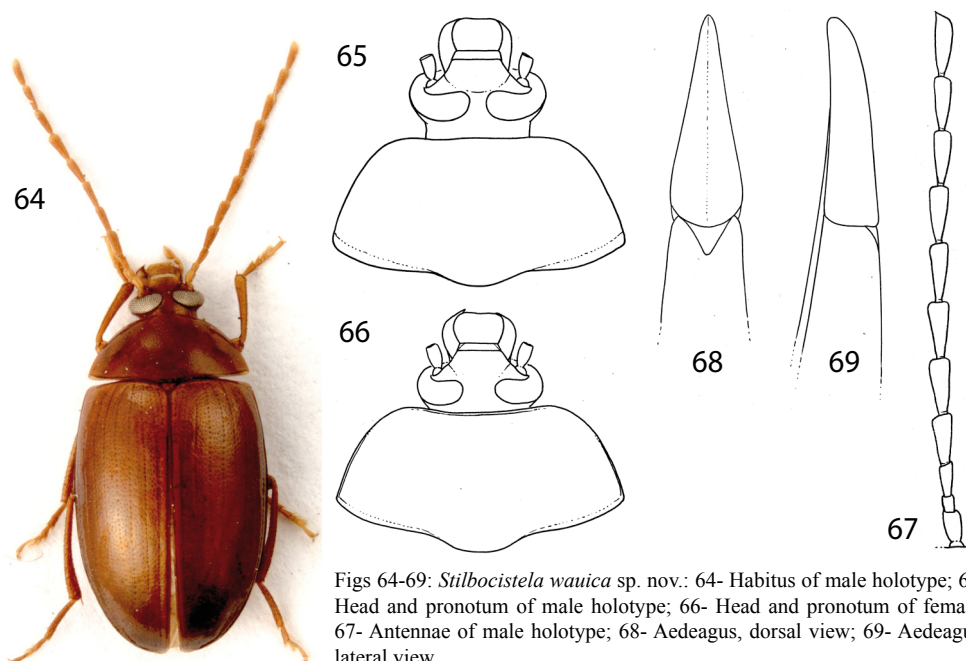 65
64
66
68
69
67
Figs 64-69: Stilbocistela wauica sp. nov.: 64- Habitus of male holotype;
Head and pronotum of male holotype; 66- Head and pronotum of
67- Antennae of male holotype; 68- Aedeagus, dorsal view; 69-
lateral view